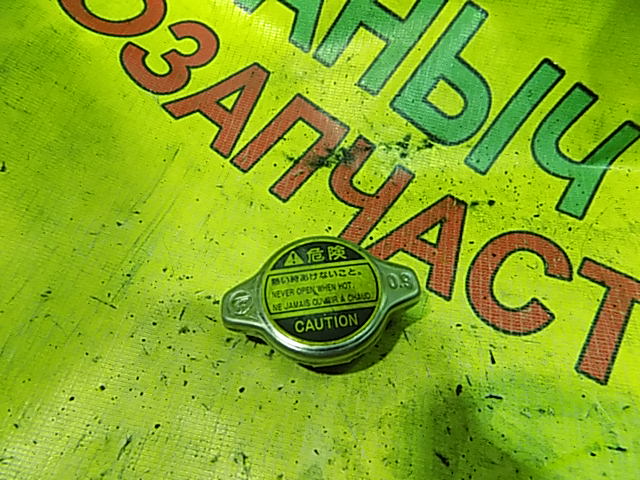 АНЫЧ
ОЗАПЧАСТ
⚠危険
熱い時あけないこと。
NEVER OPEN WHEN HOT.
NE JAMAIS OUVRIR À CHAUD
CAUTION
0.9